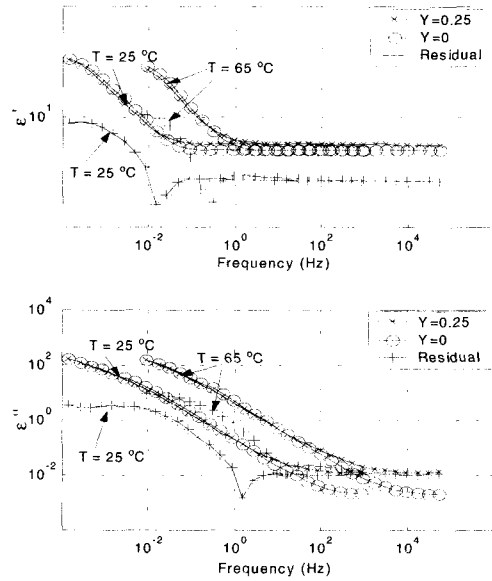 Y=0.25
Y=0
Residual
T = 25 °C
T = 65 °C
ε'
10¹
T = 25 °C
10⁻² 10⁰ 10² 10⁴
Frequency (Hz)
10⁴
Y=0.25
Y=0
Residual
T = 25 °C
T = 65 °C
10²
ε''
10⁰
T = 25 °C
10⁻²
10⁻² 10⁰ 10² 10⁴
Frequency (Hz)